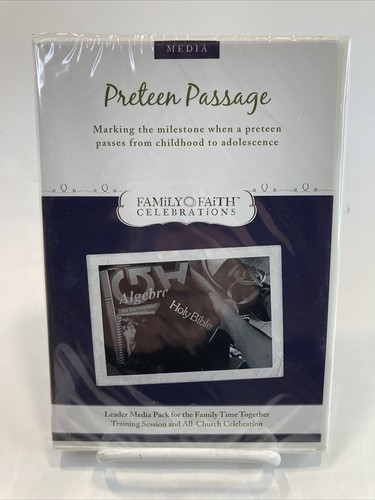 MEDIA
Preteen Passage
Marking the milestone when a preteen
passes from childhood to adolescence
FAMiLY FAiTH™
CELEBRATIONS
Algebra
Holy Bible
Leader Media Pack for the Family Time Together
Training Session and All-Church Celebration